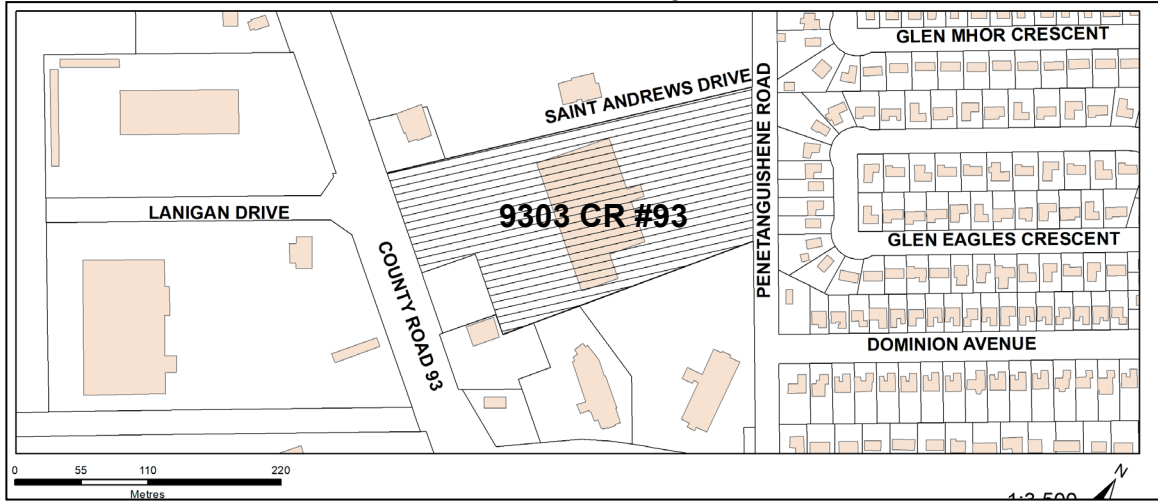 GLEN MHOR CRESCENT
SAINT ANDREWS DRIVE
PENETANGUISHENE ROAD
LANIGAN DRIVE
9303 CR #93
GLEN EAGLES CRESCENT
COUNTY ROAD 93
DOMINION AVENUE
0 55 110 220
Metres
N